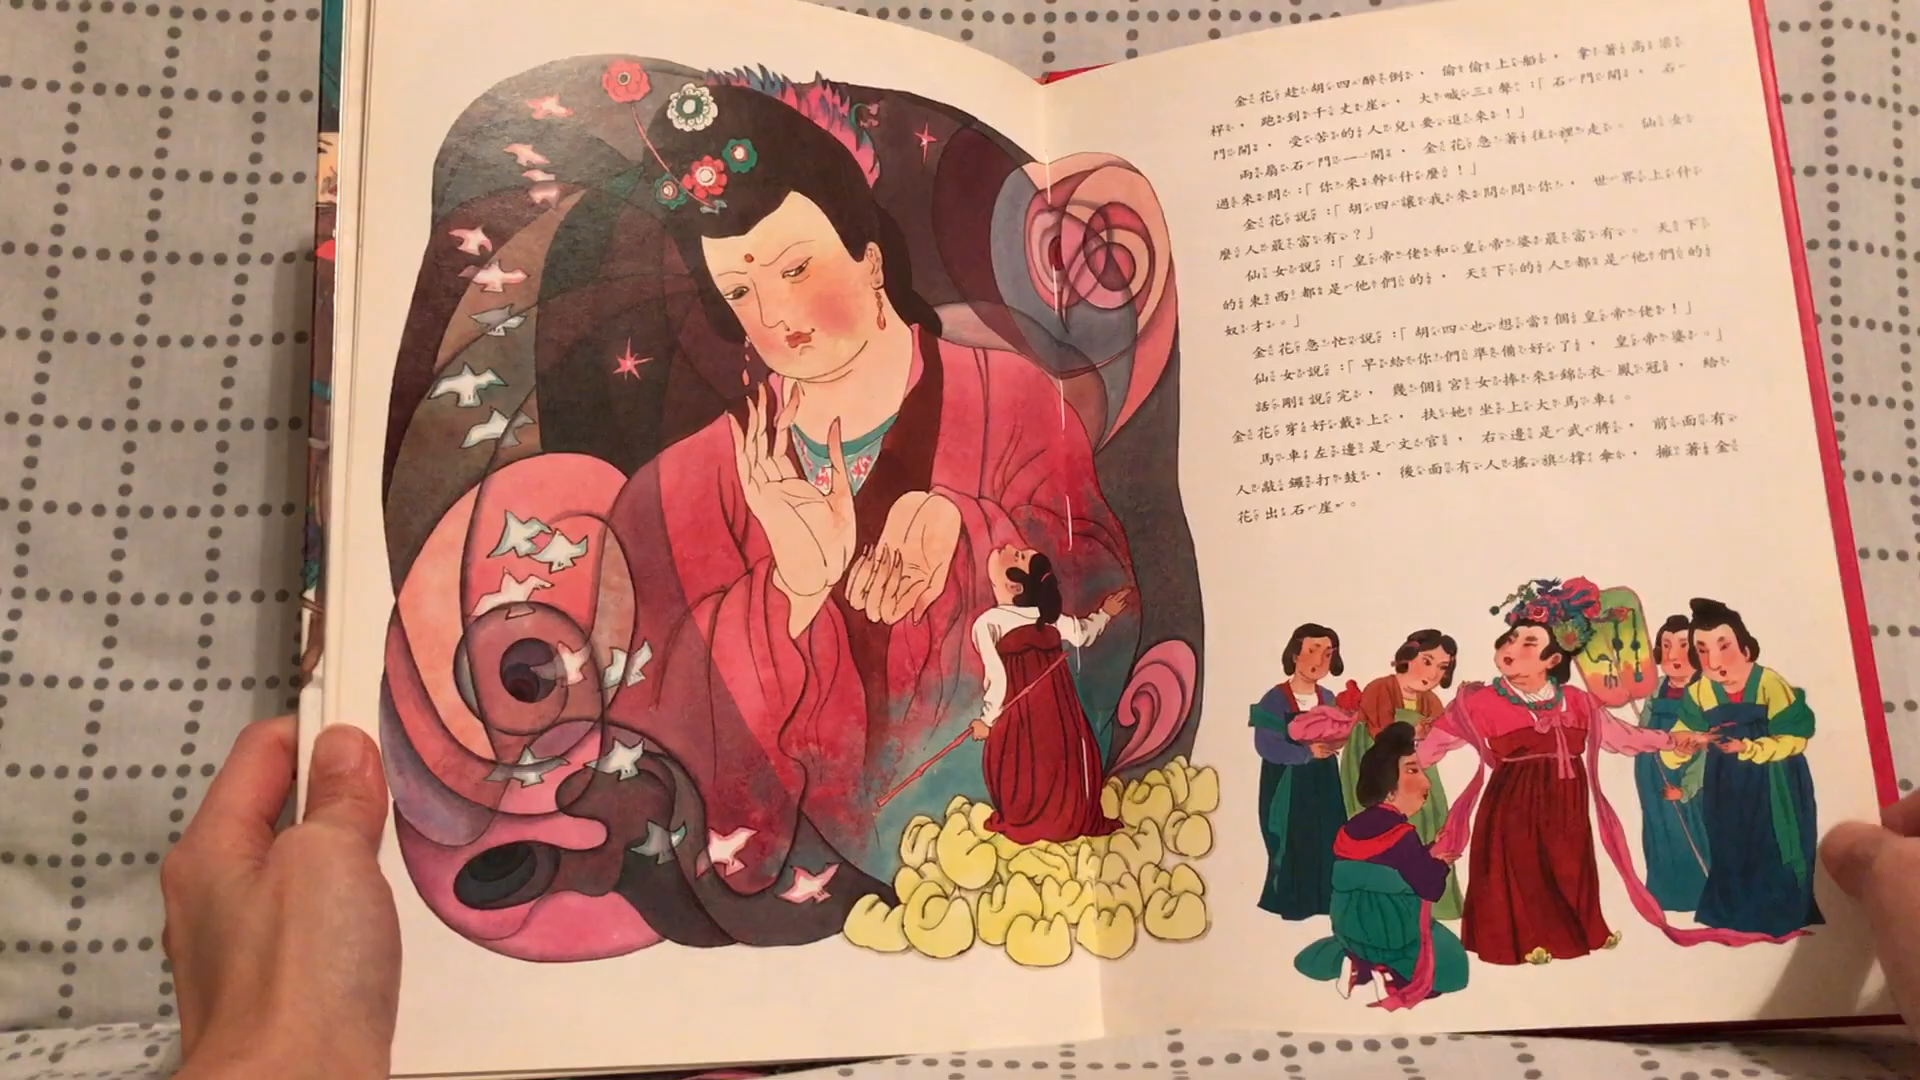 金花趁胡四醉倒，偷偷上船，拿著高粱
桿，跑到千丈崖，大喊三聲：「石門開，石
門開，受苦的人兒要進來！」
兩扇石門一開，金花急著往裡走。仙女
過來問：「你來幹什麼！」
金花說：「胡四讓我來問問你，世界上什
麼人最富有？」
仙女說：「皇帝佬和皇帝婆最富有。天下
的東西都是他們的，天下的人都是他們的
奴才。」
金花急忙說：「胡四也想當個皇帝佬！」
仙女說：「早給你們準備好了，皇帝婆。」
話剛說完，幾個宮女捧來錦衣鳳冠，給
金花穿好戴上，扶她坐上大馬車。
馬車左邊是文官，右邊是武將，前面有
人敲鑼打鼓，後面有人搖旗撐傘，擁著金
花出石崖。